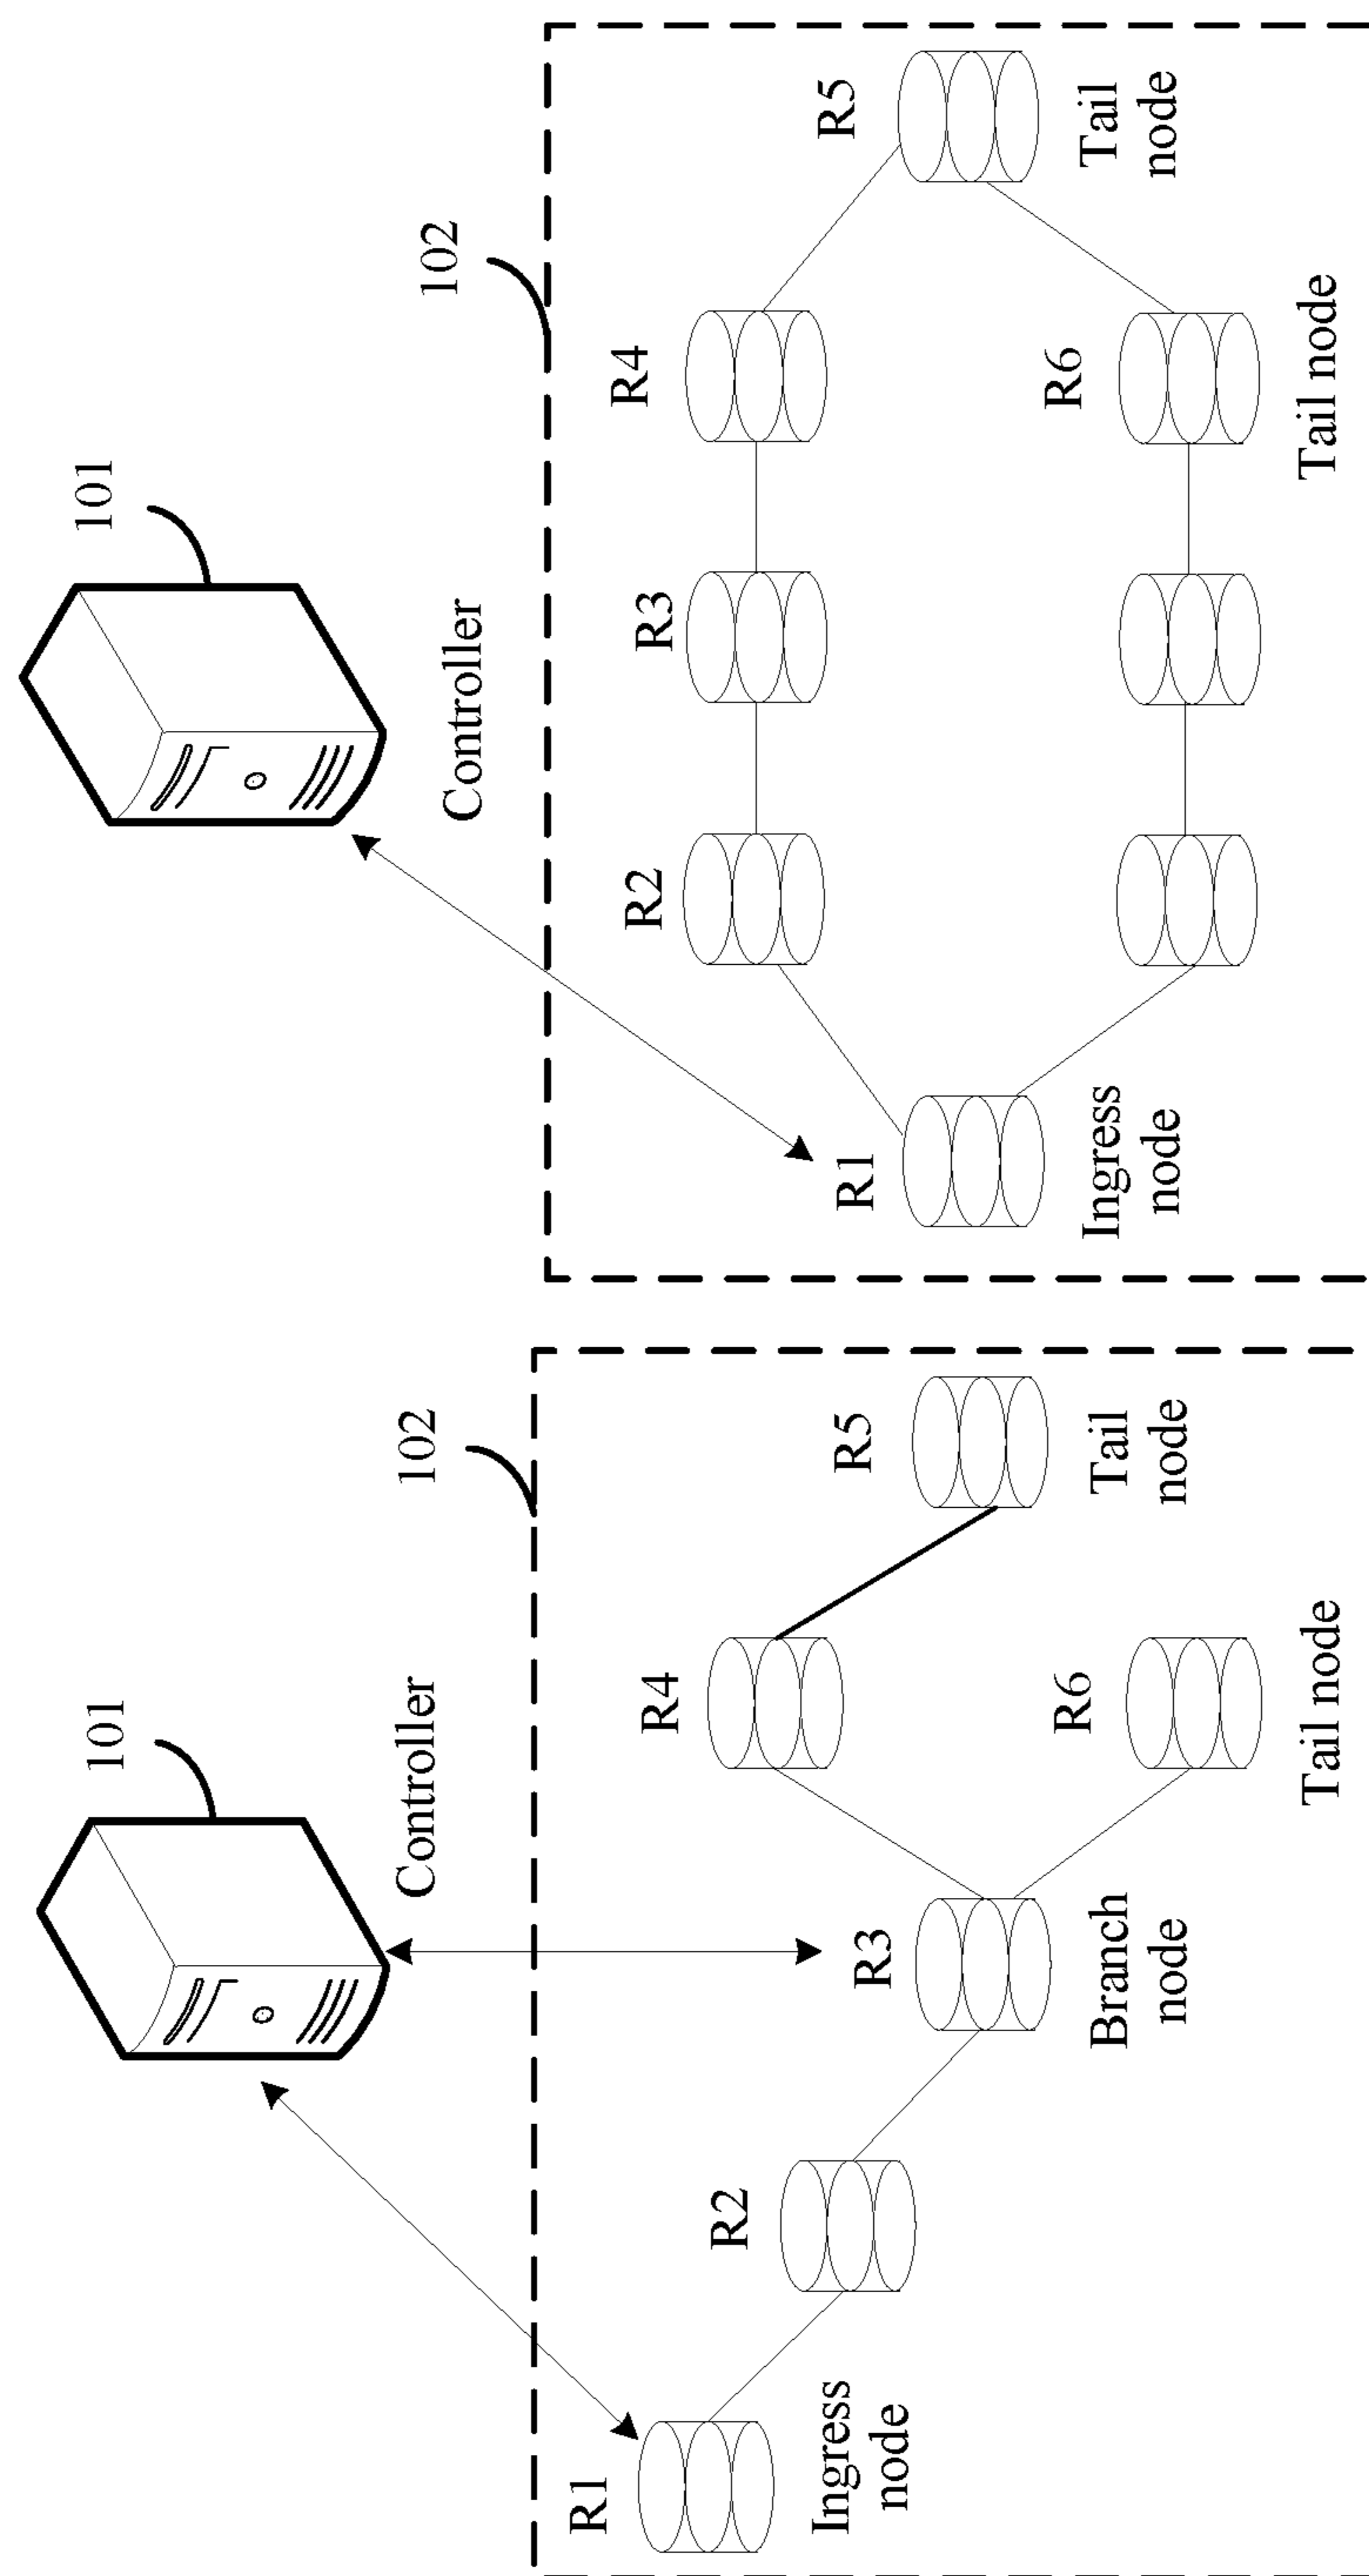 101
Controller
102
R1
Ingress
node
R2
R3
Branch
node
R4
R5
Tail
node
R6
Tail node
101
Controller
102
R1
Ingress
node
R2
R3
R4
R5
Tail
node
R6
Tail node